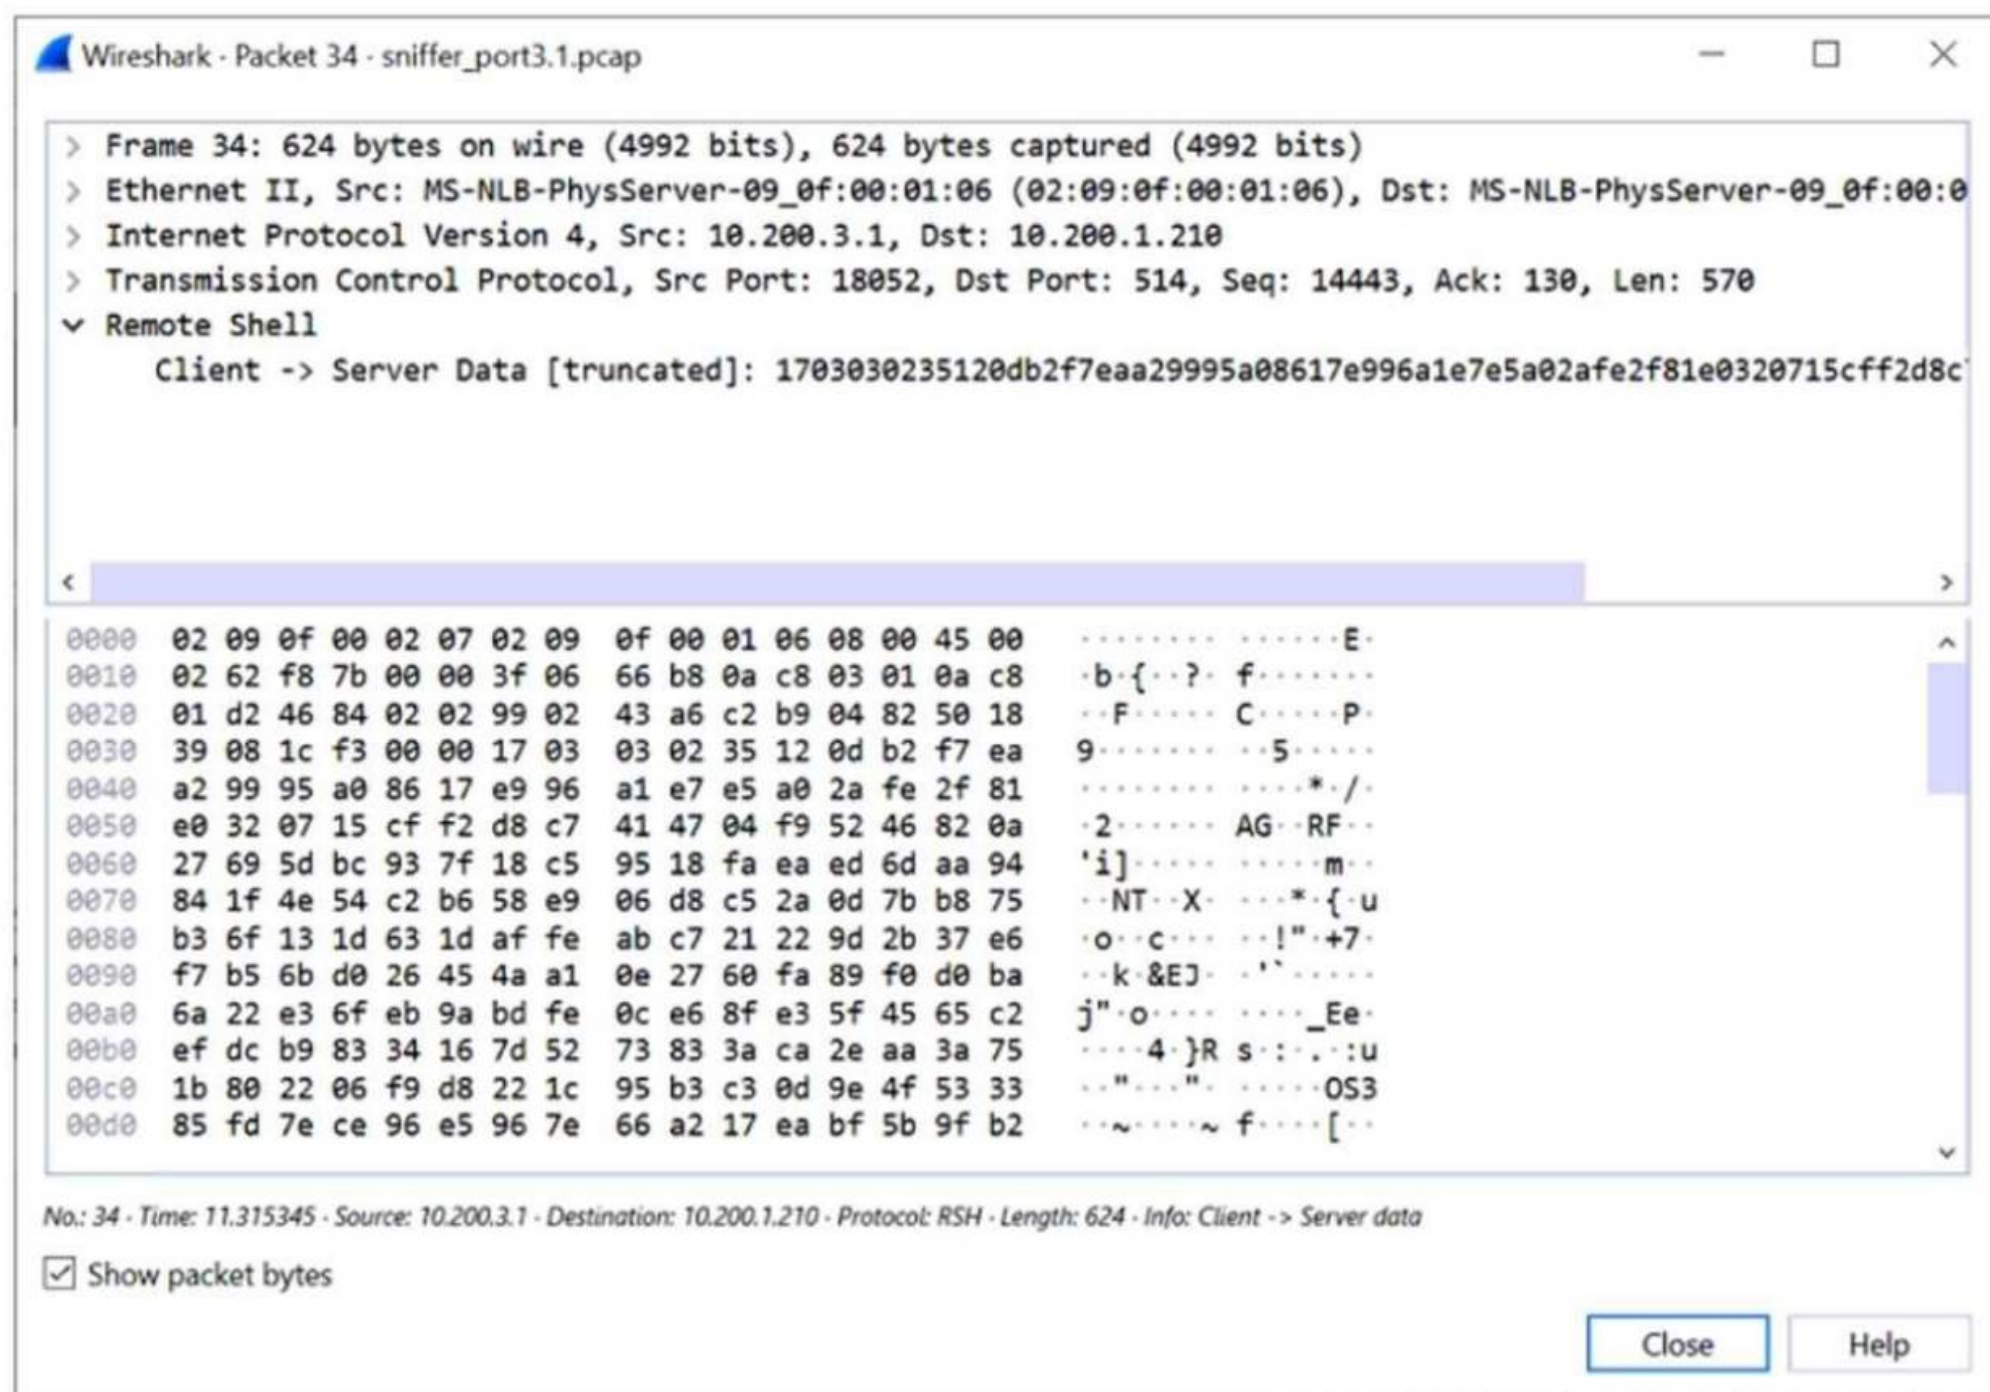 Wireshark - Packet 34 - sniffer_port3.1.pcap
> Frame 34: 624 bytes on wire (4992 bits), 624 bytes captured (4992 bits)
> Ethernet II, Src: MS-NLB-PhysServer-09_0f:00:01:06 (02:09:0f:00:01:06), Dst: MS-NLB-PhysServer-09_0f:00:0
> Internet Protocol Version 4, Src: 10.200.3.1, Dst: 10.200.1.210
> Transmission Control Protocol, Src Port: 18052, Dst Port: 514, Seq: 14443, Ack: 130, Len: 570
Remote Shell
Client -> Server Data [truncated]: 1703030235120db2f7eaa29995a08617e996a1e7e5a02afe2f81e0320715cff2d8c
0000 02 09 0f 00 02 07 02 09 0f 00 01 06 08 00 45 00 ········ ······E·
0010 02 62 f8 7b 00 00 3f 06 66 b8 0a c8 03 01 0a c8 ·b·{··?· f·······
0020 01 d2 46 84 02 02 99 02 43 a6 c2 b9 04 82 50 18 ··F····· C·····P·
0030 39 08 1c f3 00 00 17 03 03 02 35 12 0d b2 f7 ea 9······· ··5·····
0040 a2 99 95 a0 86 17 e9 96 a1 e7 e5 a0 2a fe 2f 81 ········ ····*·/·
0050 e0 32 07 15 cf f2 d8 c7 41 47 04 f9 52 46 82 0a ·2······ AG··RF··
0060 27 69 5d bc 93 7f 18 c5 95 18 fa ea ed 6d aa 94 'i]····· ·····m··
0070 84 1f 4e 54 c2 b6 58 e9 06 d8 c5 2a 0d 7b b8 75 ··NT··X· ···*·{·u
0080 b3 6f 13 1d 63 1d af fe ab c7 21 22 9d 2b 37 e6 ·o··c··· ··!"·+7·
0090 f7 b5 6b d0 26 45 4a a1 0e 27 60 fa 89 f0 d0 ba ··k·&EJ· ·'`·····
00a0 6a 22 e3 6f eb 9a bd fe 0c e6 8f e3 5f 45 65 c2 j"·o···· ····_Ee·
00b0 ef dc b9 83 34 16 7d 52 73 83 3a ca 2e aa 3a 75 ····4·}R s·:·.·:u
00c0 1b 80 22 06 f9 d8 22 1c 95 b3 c3 0d 9e 4f 53 33 ··"···"· ·····OS3
00d0 85 fd 7e ce 96 e5 96 7e 66 a2 17 ea bf 5b 9f b2 ··~····~ f····[··
No.: 34 · Time: 11.315345 · Source: 10.200.3.1 · Destination: 10.200.1.210 · Protocol: RSH · Length: 624 · Info: Client -> Server data
Show packet bytes
Close Help